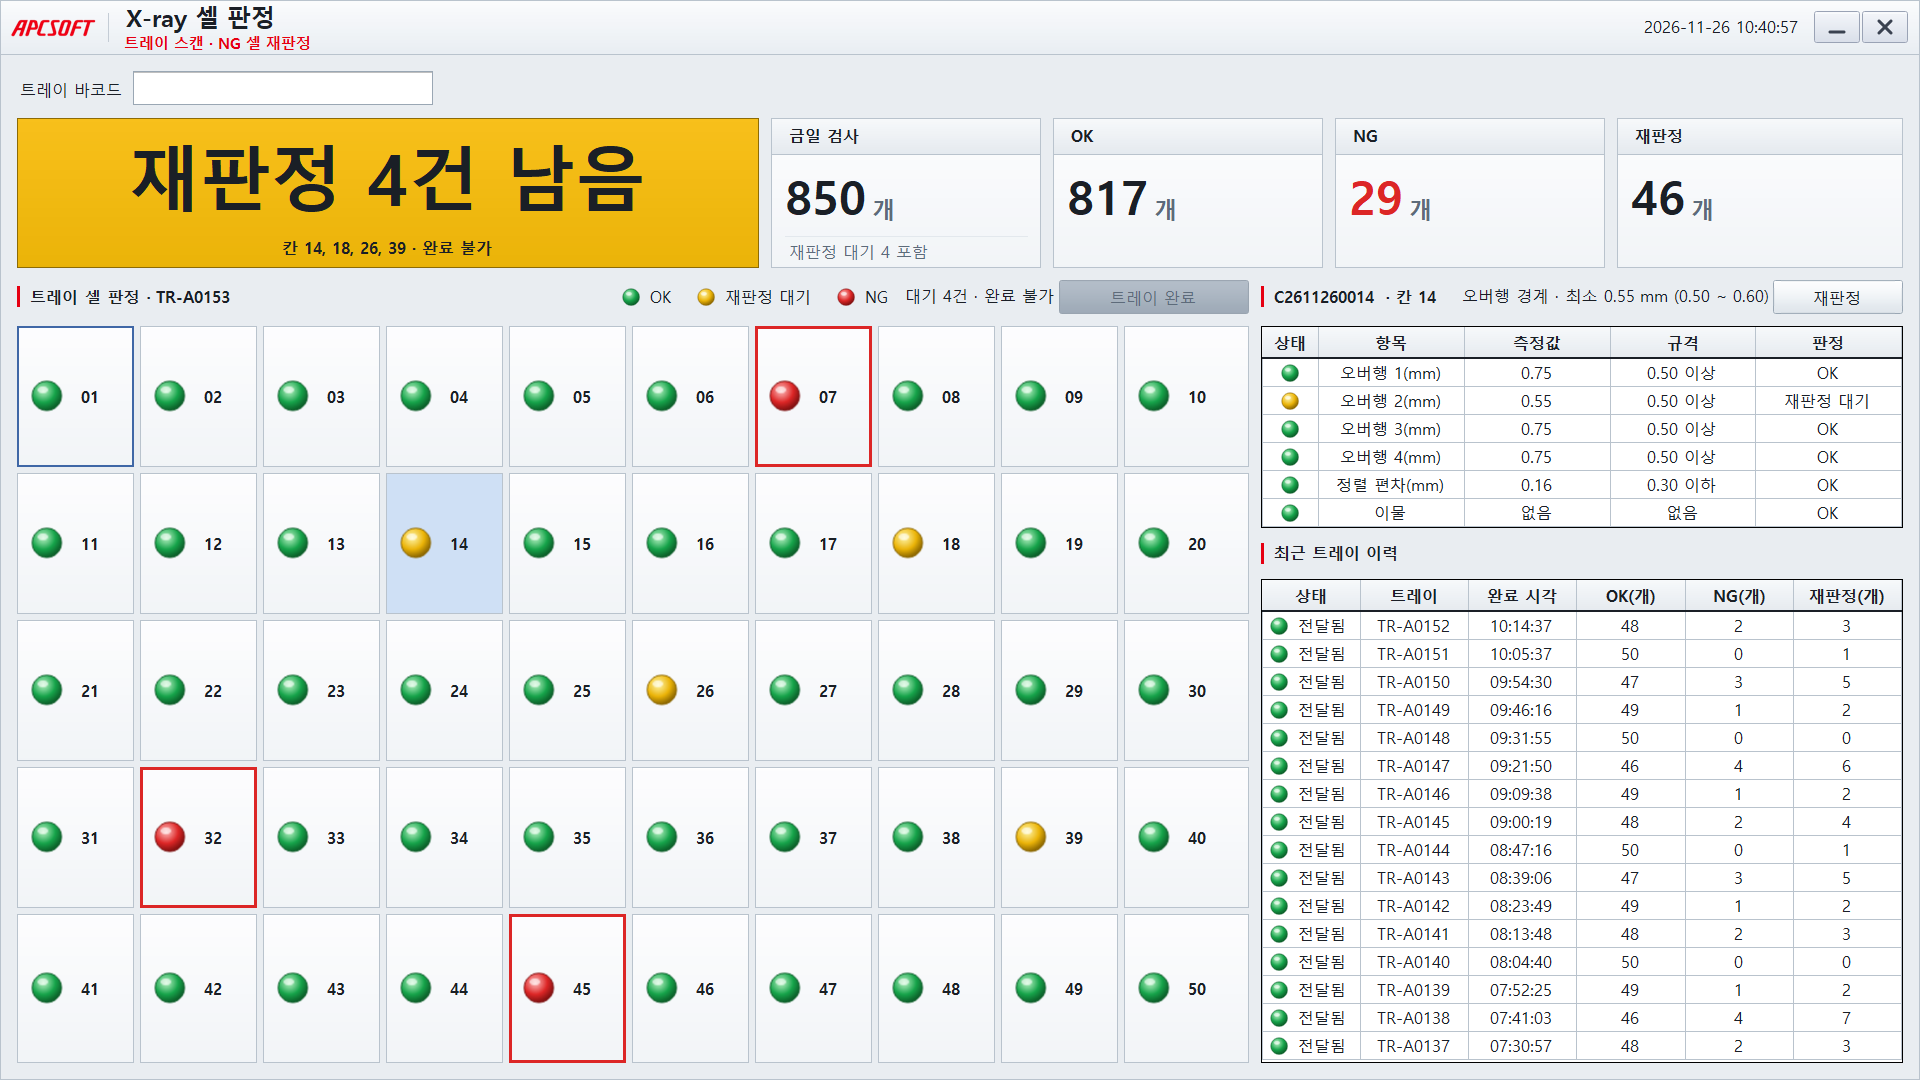 APCSOFT
X-ray 셀 판정
트레이 스캔 · NG 셀 재판정
2026-11-26 10:40:57
트레이 바코드
재판정 4건 남음
칸 14, 18, 26, 39 · 완료 불가
금일 검사
850 개
재판정 대기 4 포함
OK
817 개
NG
29 개
재판정
46 개
트레이 셀 판정 · TR-A0153
OK 재판정 대기 NG 대기 4건 · 완료 불가 트레이 완료
01 02 03 04 05 06 07 08 09 10
11 12 13 14 15 16 17 18 19 20
21 22 23 24 25 26 27 28 29 30
31 32 33 34 35 36 37 38 39 40
41 42 43 44 45 46 47 48 49 50
C2611260014 · 칸 14 오버행 경계 · 최소 0.55 mm (0.50 ~ 0.60) 재판정
상태 항목 측정값 규격 판정
오버행 1(mm) 0.75 0.50 이상 OK
오버행 2(mm) 0.55 0.50 이상 재판정 대기
오버행 3(mm) 0.75 0.50 이상 OK
오버행 4(mm) 0.75 0.50 이상 OK
정렬 편차(mm) 0.16 0.30 이하 OK
이물 없음 없음 OK
최근 트레이 이력
상태 트레이 완료 시각 OK(개) NG(개) 재판정(개)
전달됨 TR-A0152 10:14:37 48 2 3
전달됨 TR-A0151 10:05:37 50 0 1
전달됨 TR-A0150 09:54:30 47 3 5
전달됨 TR-A0149 09:46:16 49 1 2
전달됨 TR-A0148 09:31:55 50 0 0
전달됨 TR-A0147 09:21:50 46 4 6
전달됨 TR-A0146 09:09:38 49 1 2
전달됨 TR-A0145 09:00:19 48 2 4
전달됨 TR-A0144 08:47:16 50 0 1
전달됨 TR-A0143 08:39:06 47 3 5
전달됨 TR-A0142 08:23:49 49 1 2
전달됨 TR-A0141 08:13:48 48 2 3
전달됨 TR-A0140 08:04:40 50 0 0
전달됨 TR-A0139 07:52:25 49 1 2
전달됨 TR-A0138 07:41:03 46 4 7
전달됨 TR-A0137 07:30:57 48 2 3